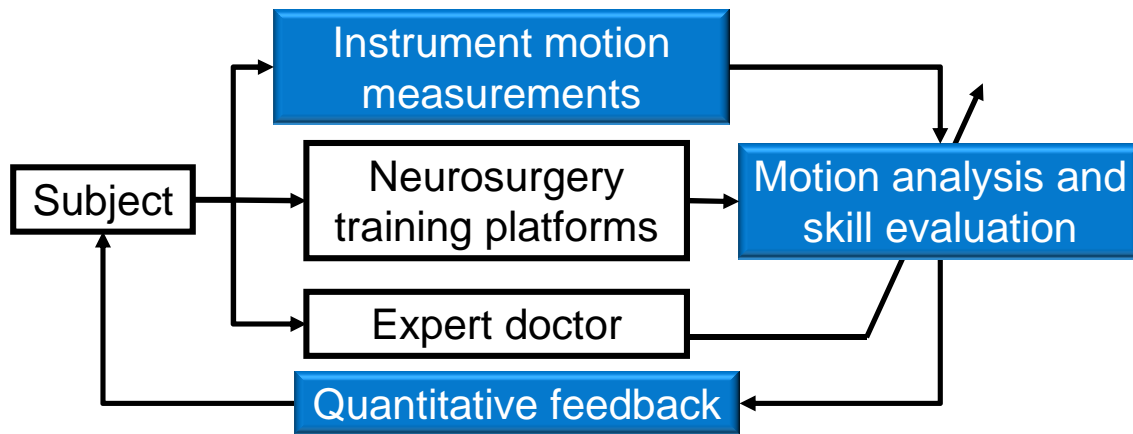 Instrument motion
measurements
Subject
Neurosurgery
training platforms
Motion analysis and
skill evaluation
Expert doctor
Quantitative feedback